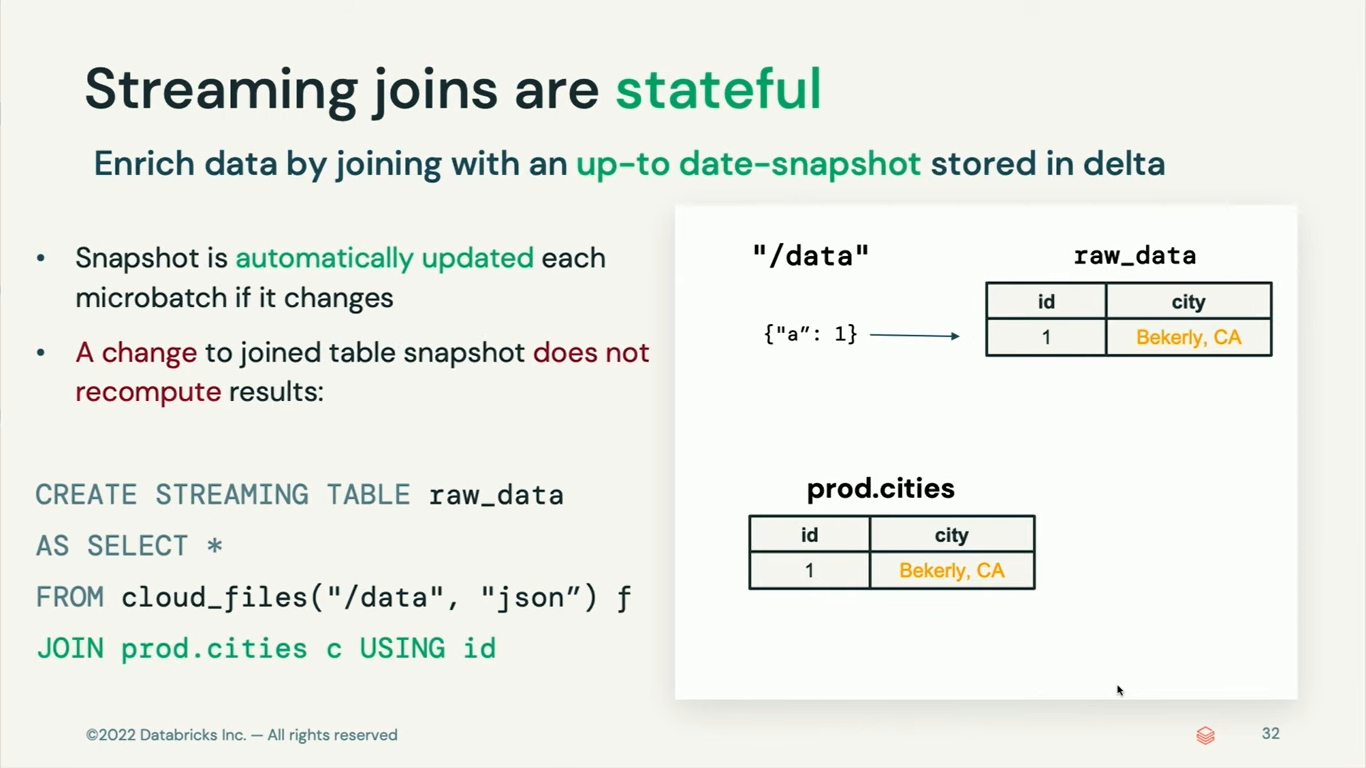 Streaming joins are stateful
Enrich data by joining with an up-to date-snapshot stored in delta
• Snapshot is automatically updated each
microbatch if it changes
• A change to joined table snapshot does not
recompute results:
CREATE STREAMING TABLE raw_data
AS SELECT *
FROM cloud_files("/data", "json”) f
JOIN prod.cities c USING id
"/data"
{"a”: 1}
raw_data
id city
1 Bekerly, CA
prod.cities
id city
1 Bekerly, CA
©2022 Databricks Inc. — All rights reserved
32